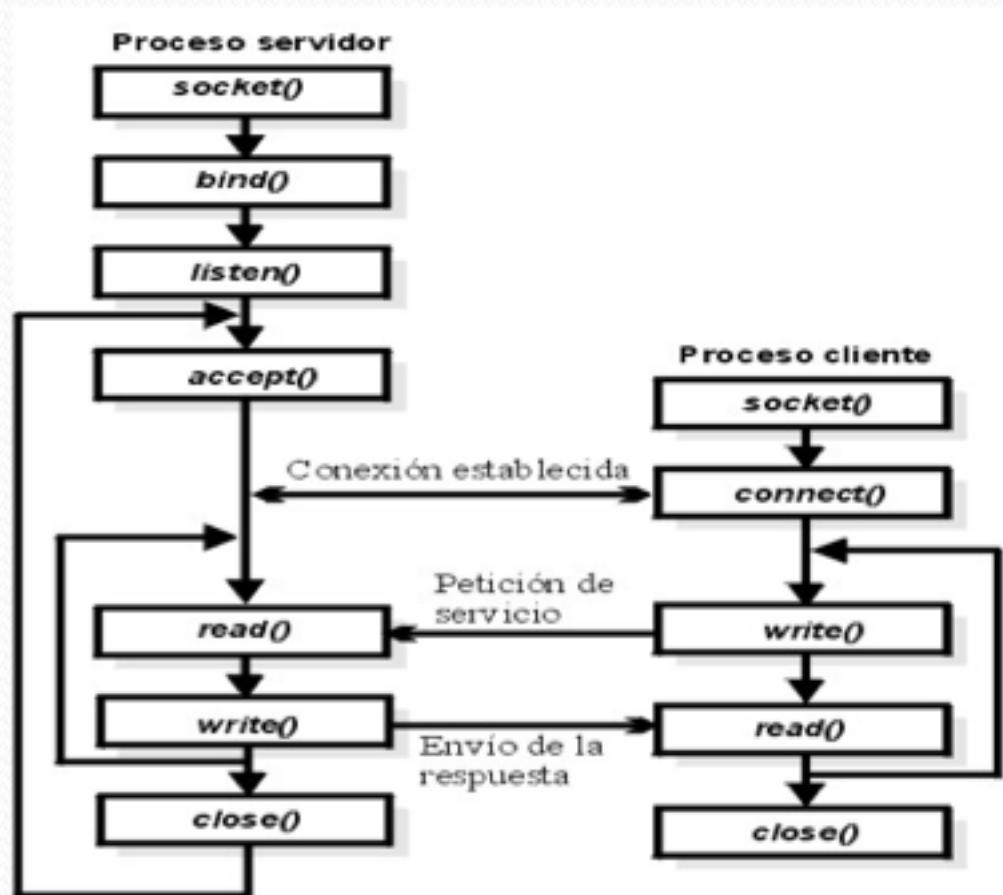 Proceso servidor
socket()
bind()
listen()
accept()
Proceso cliente
socket()
Conexión establecida
connect()
Petición de
servicio
read()
write()
write()
Envío de la
respuesta
read()
close()
close()